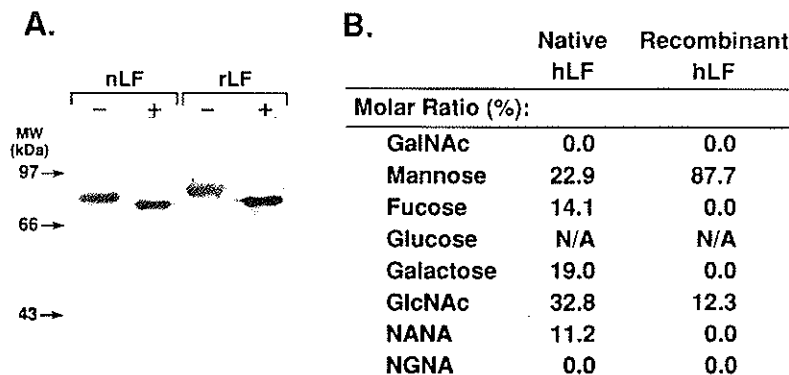 A.
nLF rLF
− + − +
MW
(kDa)
97
66
43
B.
Native Recombinant
hLF hLF
Molar Ratio (%):
GalNAc 0.0 0.0
Mannose 22.9 87.7
Fucose 14.1 0.0
Glucose N/A N/A
Galactose 19.0 0.0
GlcNAc 32.8 12.3
NANA 11.2 0.0
NGNA 0.0 0.0